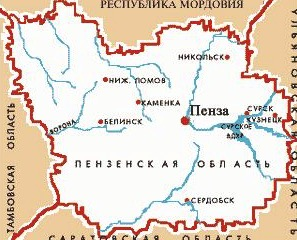 РЕСПУБЛИКА МОРДОВИЯ
НИКОЛЬСК
НИЖ. ЛОМОВ
КАМЕНКА
Пенза
СУРСК
КУЗНЕЦК
ВОРОНА
БЕЛИНСК
СУРСКОЕ
ВДХР
ПЕНЗЕНСКАЯ ОБЛАСТЬ
СЕРДОБСК
ТАМБОВСКАЯ ОБЛАСТЬ
УЛЬЯНОВСКАЯ ОБЛАСТЬ
САРАТОВСКАЯ ОБЛАСТЬ